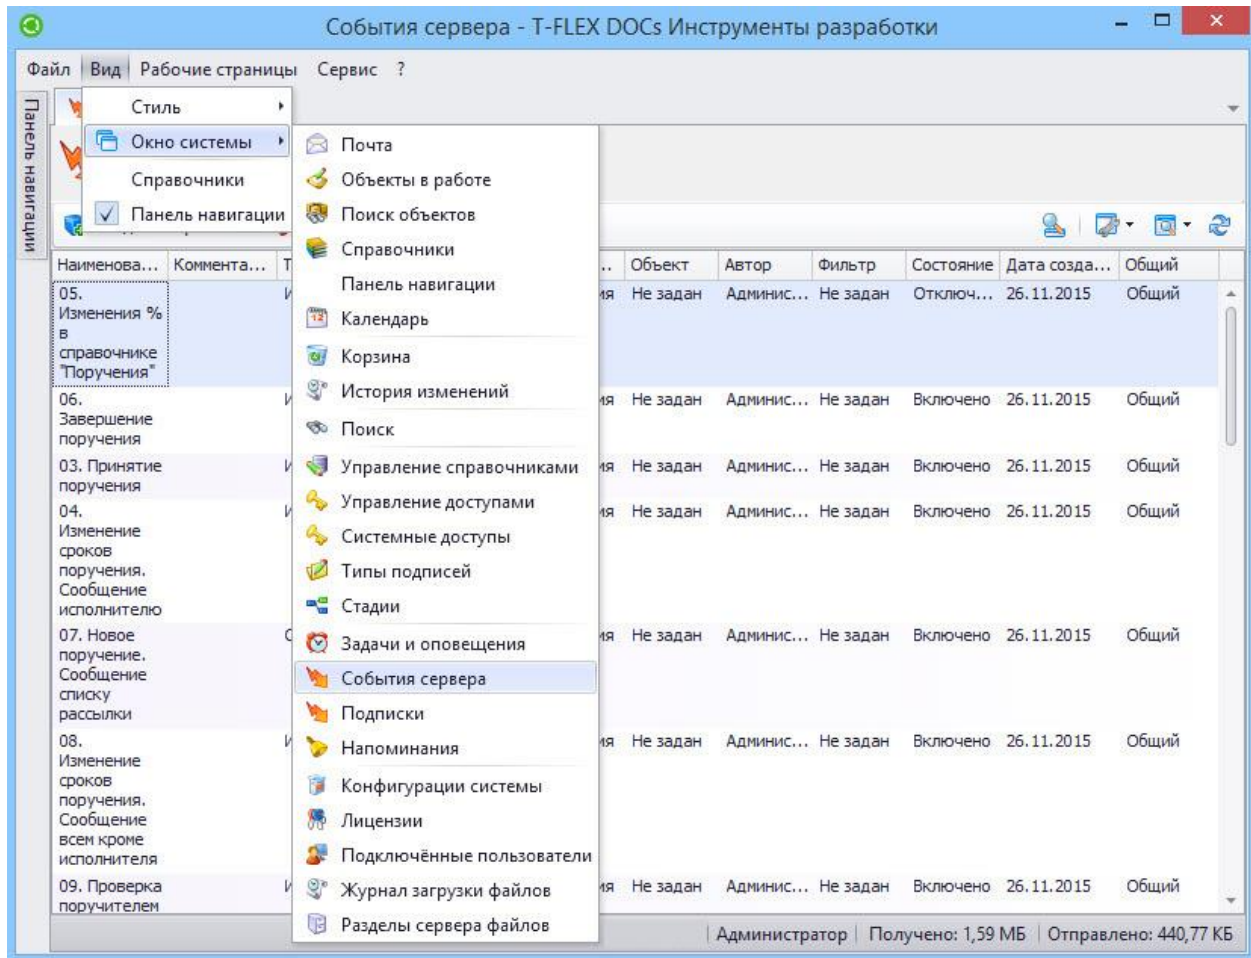 События сервера - T-FLEX DOCs Инструменты разработки
Файл Вид Рабочие страницы Сервис ?
Панель навигации
Стиль
Окно системы
Справочники
Панель навигации
Почта
Объекты в работе
Поиск объектов
Справочники
Панель навигации
Календарь
Корзина
История изменений
Поиск
Управление справочниками
Управление доступами
Системные доступы
Типы подписей
Стадии
Задачи и оповещения
События сервера
Подписки
Напоминания
Конфигурации системы
Лицензии
Подключённые пользователи
Журнал загрузки файлов
Разделы сервера файлов
Наименова... Коммента... Т .. Объект Автор Фильтр Состояние Дата созда... Общий
05. ия Не задан Админис... Не задан Отключ... 26.11.2015 Общий
Изменения %
в
справочнике
"Поручения"
06. ия Не задан Админис... Не задан Включено 26.11.2015 Общий
Завершение
поручения
03. Принятие ия Не задан Админис... Не задан Включено 26.11.2015 Общий
поручения
04. ия Не задан Админис... Не задан Включено 26.11.2015 Общий
Изменение
сроков
поручения.
Сообщение
исполнителю
07. Новое ия Не задан Админис... Не задан Включено 26.11.2015 Общий
поручение.
Сообщение
списку
рассылки
08. ия Не задан Админис... Не задан Включено 26.11.2015 Общий
Изменение
сроков
поручения.
Сообщение
всем кроме
исполнителя
09. Проверка ия Не задан Админис... Не задан Включено 26.11.2015 Общий
поручителем
Администратор Получено: 1,59 МБ Отправлено: 440,77 КБ